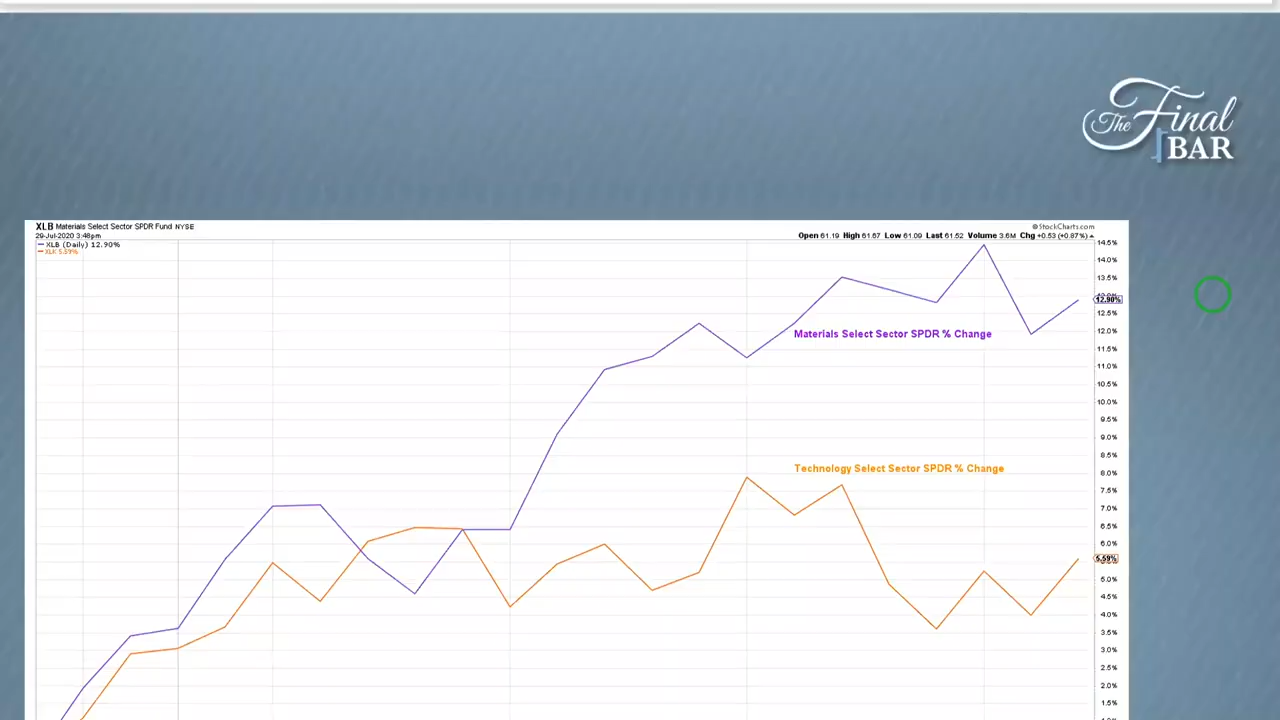 The Final
BAR
XLB Materials Select Sector SPDR Fund NYSE
© StockCharts.com
29-Jul-2020 3:48pm
Open 61.19 High 61.67 Low 61.09 Last 61.52 Volume 3.6M Chg +0.53 (+0.87%)
XLB (Daily) 12.90%
XLK 5.59%
14.5%
14.0%
13.5%
12.90%
12.5%
12.0%
Materials Select Sector SPDR % Change
11.5%
11.0%
10.5%
10.0%
9.5%
9.0%
8.5%
Technology Select Sector SPDR % Change
8.0%
7.5%
7.0%
6.5%
6.0%
5.59%
5.0%
4.5%
4.0%
3.5%
3.0%
2.5%
2.0%
1.5%